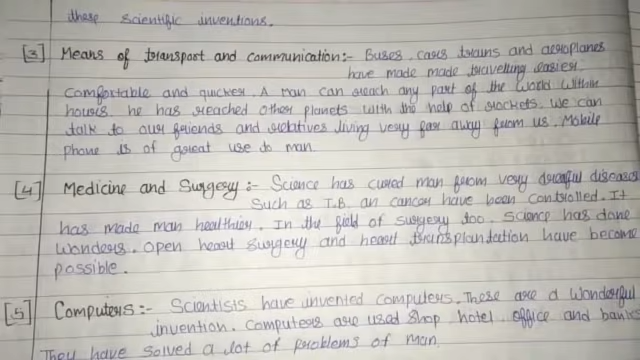 these scientific inventions.
[3] Means of transport and communication:- Buses, cars trains and aeroplanes
have made made travelling easier
comfortable and quicker. A man can reach any part of the world within
hours. he has reached other planets with the help of rockets. We can
talk to our friends and relatives living very far away from us. Mobile
phone is of great use to man.
[4] Medicine and Surgery :- Science has cured man from very dreadful diseases
Such as T.B. an cancer have been controlled. It
has made man healthier. In the field of surgery too, science has done
wonders. open heart surgery and heart transplantation have become
possible.
[5] Computers :- Scientists have invented computers. These are a wonderful
invention. Computers are used shop, hotel, office and banks
They have solved a lot of problems of man.